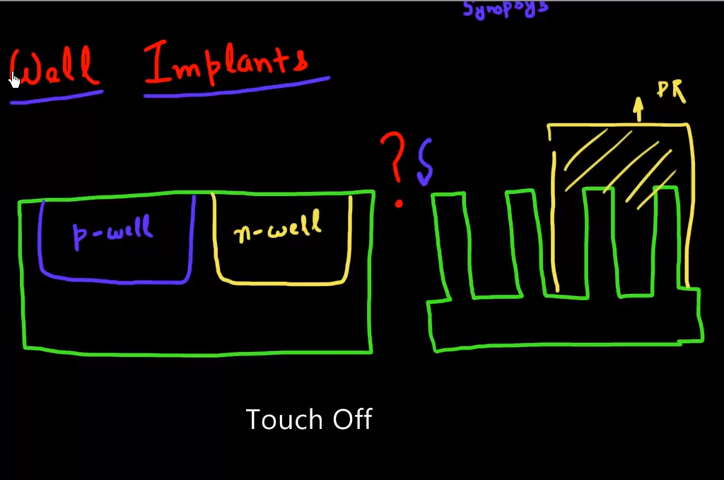 Synopsys
Well Implants
PR
?
p-well
n-well
Touch Off